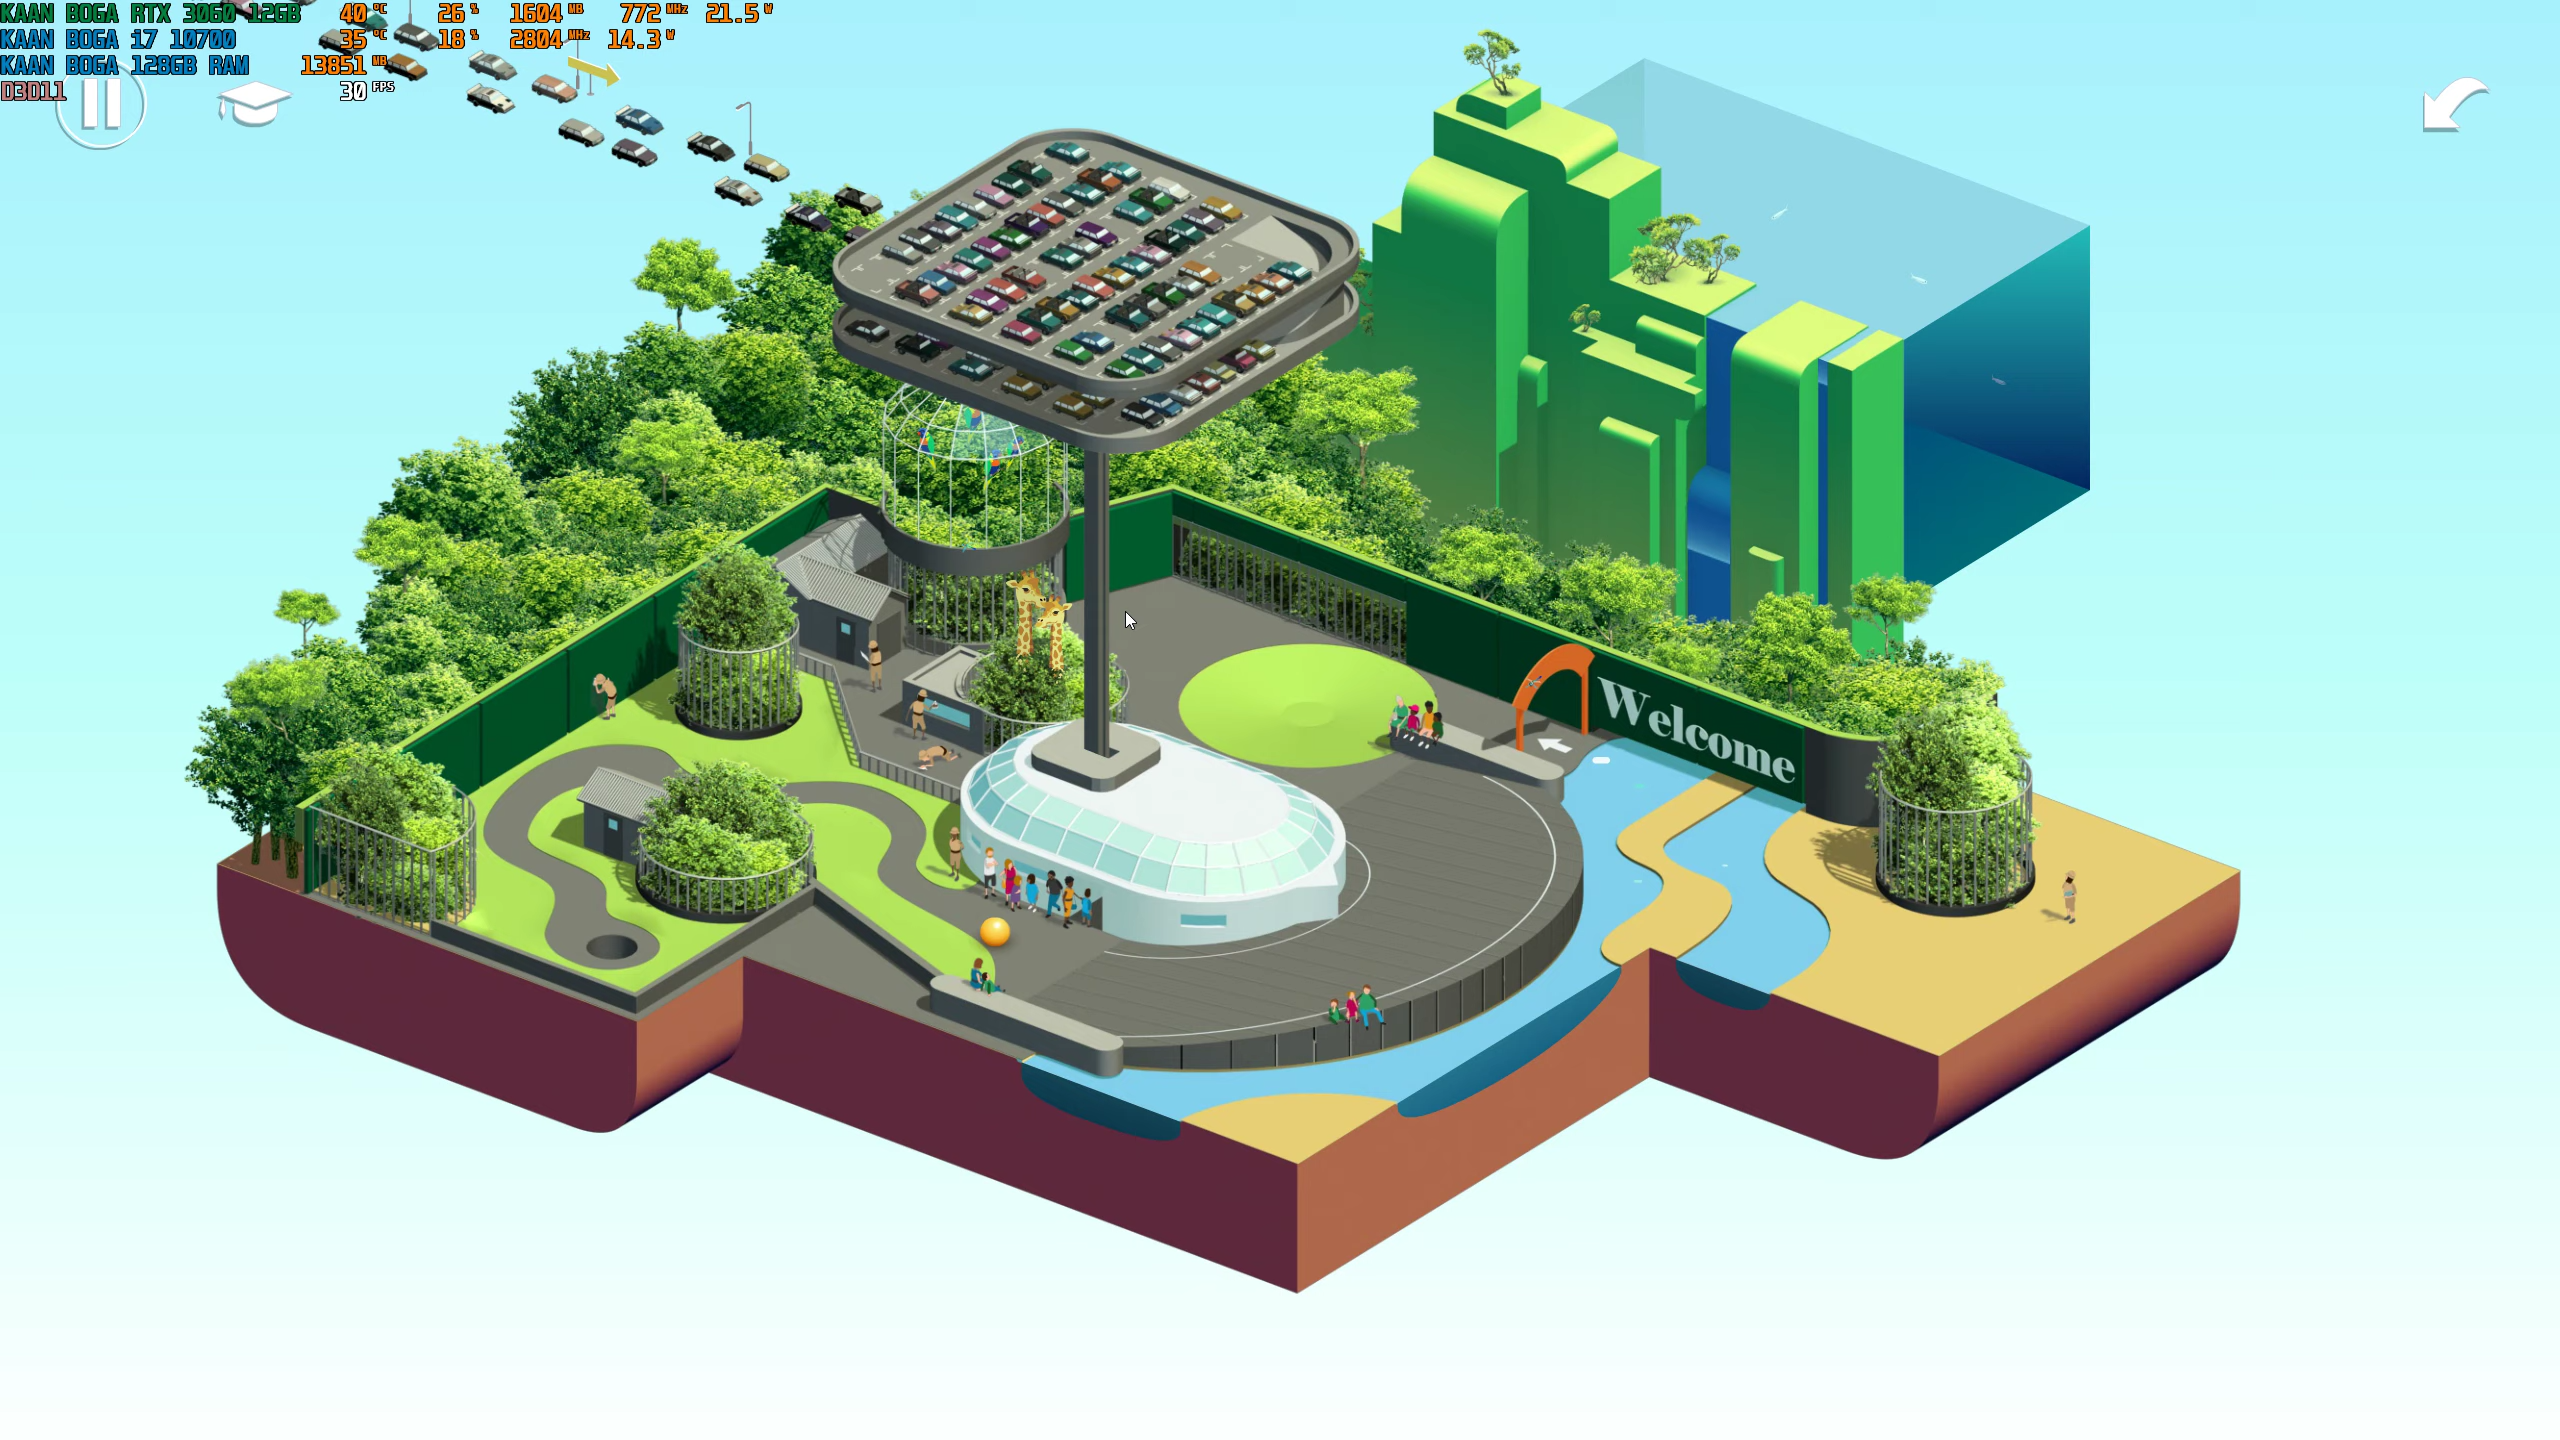 KAAN BOGA RTX 3060 12GB 40 °C 26 % 1604 MB 772 MHz 21.5 W
KAAN BOGA i7 10700 35 °C 18 % 2804 MHz 14.3 W
KAAN BOGA 128GB RAM 13851 MB
D3D11 30 FPS
Welcome